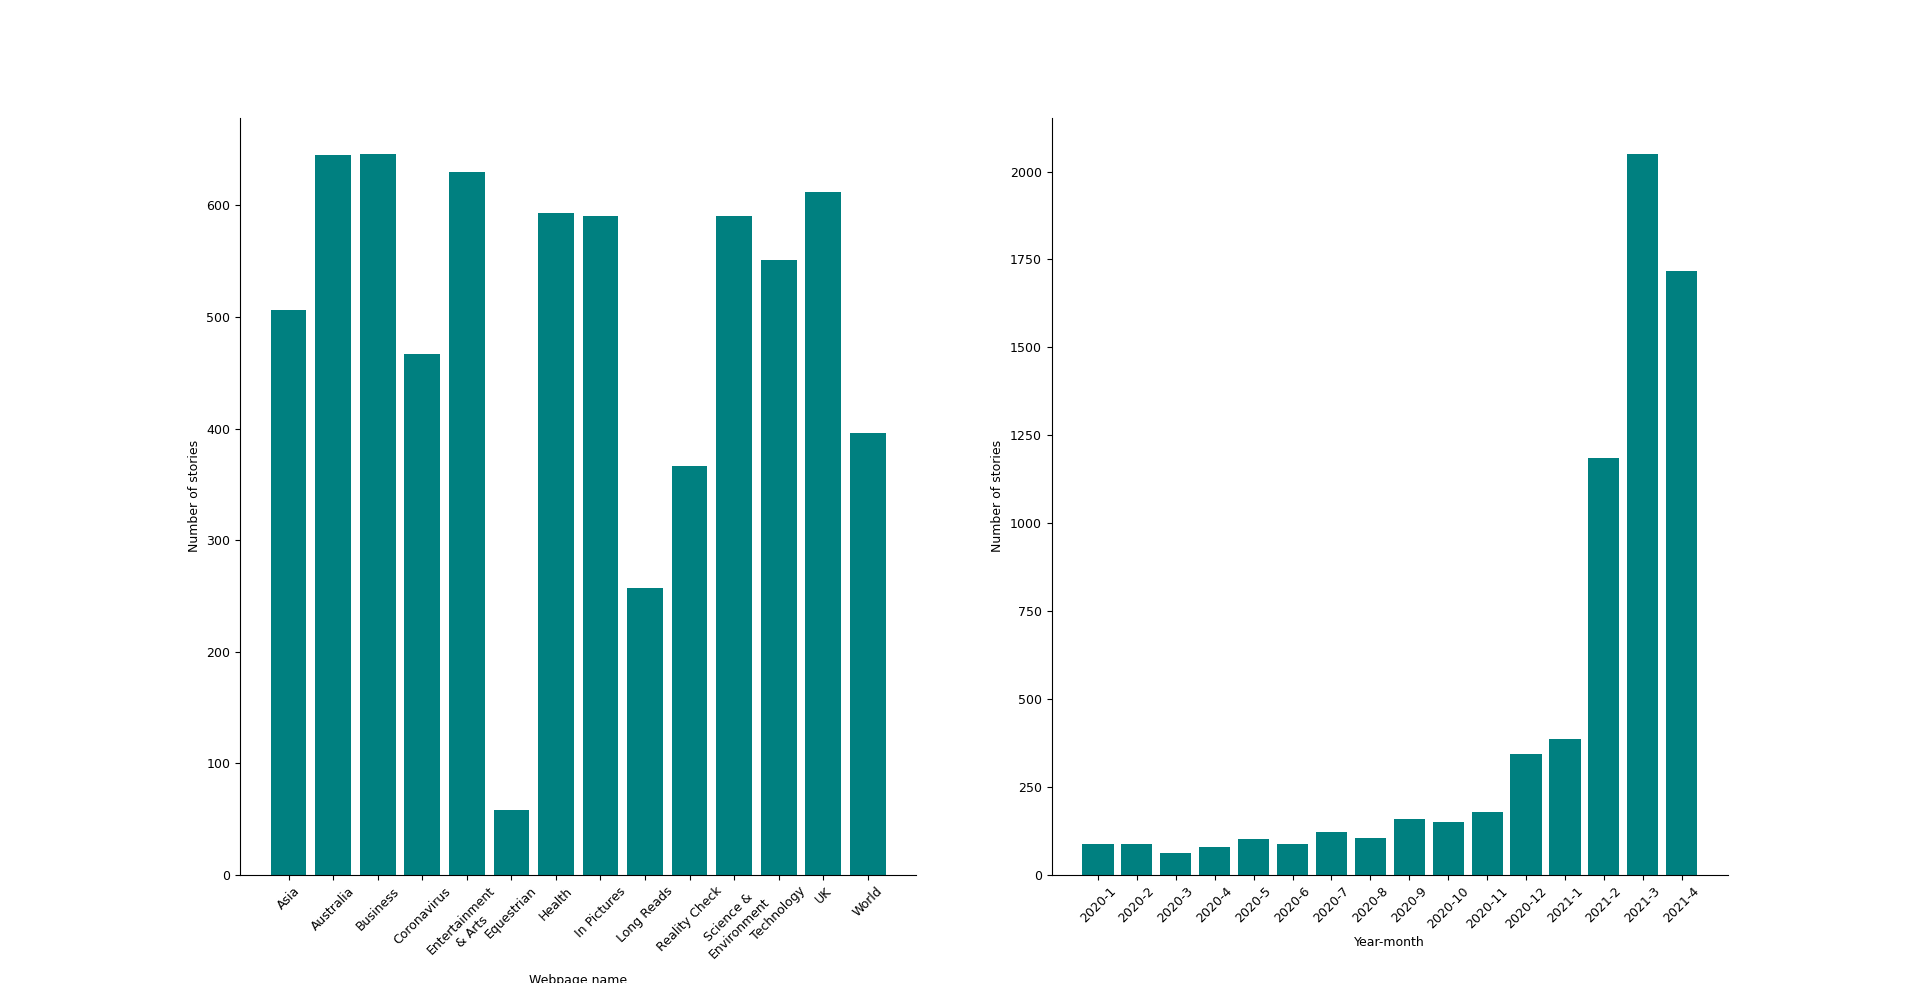 Number of stories
600
500
400
300
200
100
0
Asia
Australia
Business
Coronavirus
Entertainment
& Arts
Equestrian
Health
In Pictures
Long Reads
Reality Check
Science &
Environment
Technology
UK
World
Webpage name
Number of stories
2000
1750
1500
1250
1000
750
500
250
0
2020-1
2020-2
2020-3
2020-4
2020-5
2020-6
2020-7
2020-8
2020-9
2020-10
2020-11
2020-12
2021-1
2021-2
2021-3
2021-4
Year-month